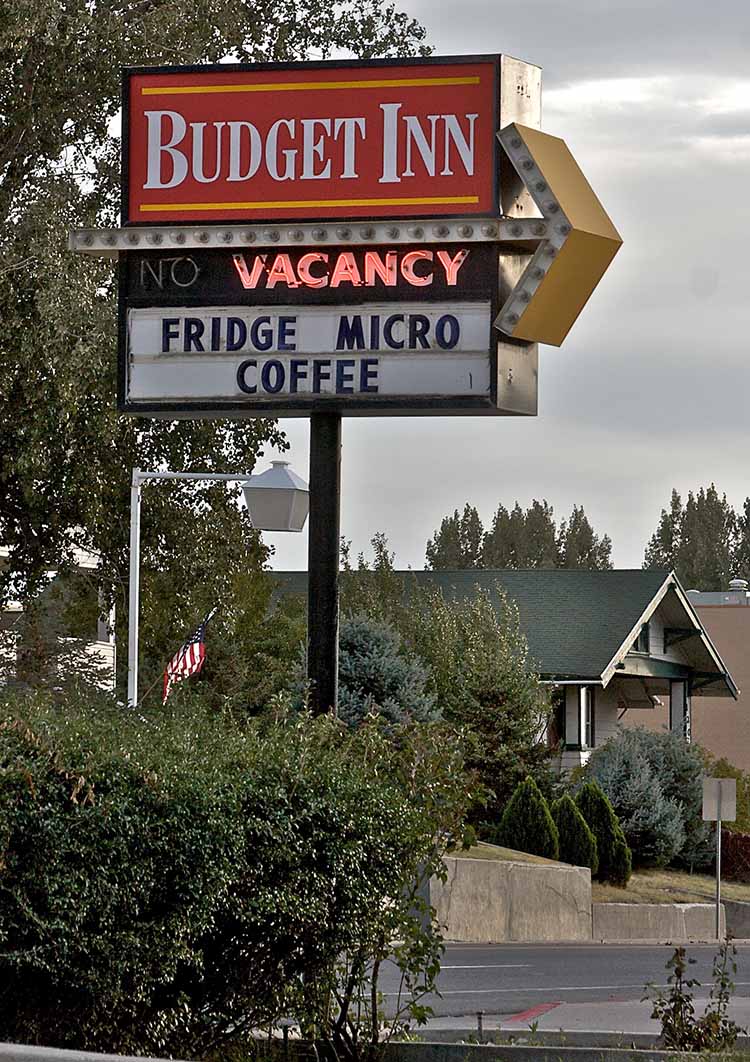 BUDGET INN
NO VACANCY
FRIDGE MICRO
COFFEE